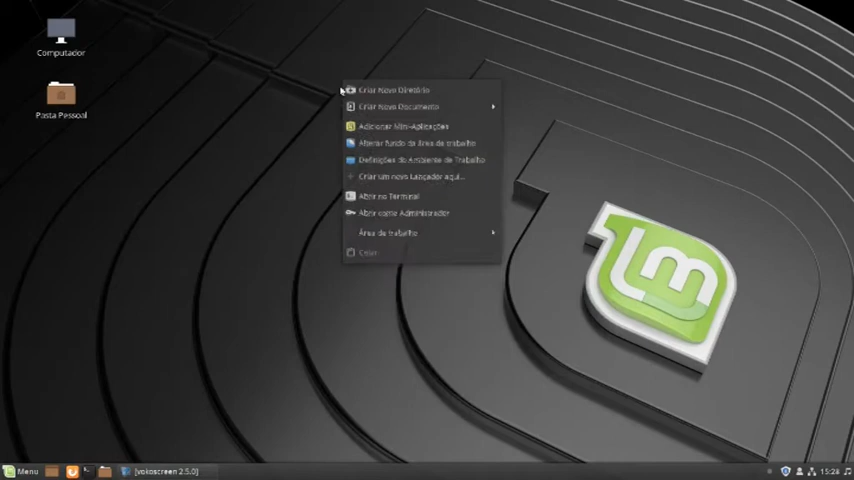 Computador
Pasta Pessoal
Criar Novo Diretório
Criar Novo Documento
Adicionar Mini-Aplicações
Alterar fundo da área de trabalho
Definições do Ambiente de Trabalho
Criar um novo lançador aqui...
Abrir no Terminal
Abrir como Administrador
Área de trabalho
Colar
lm
Menu
[vokoscreen 2.5.0]
15:28